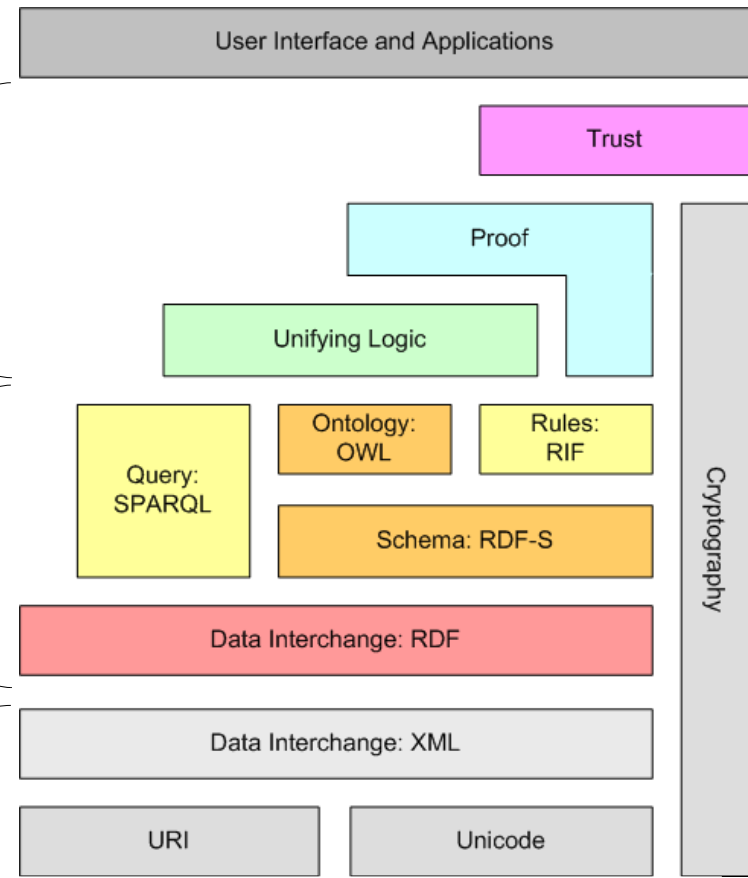 User Interface and Applications
Trust
Proof
Unifying Logic
Ontology:
OWL
Rules:
RIF
Query:
SPARQL
Schema: RDF-S
Cryptography
Data Interchange: RDF
Data Interchange: XML
URI
Unicode